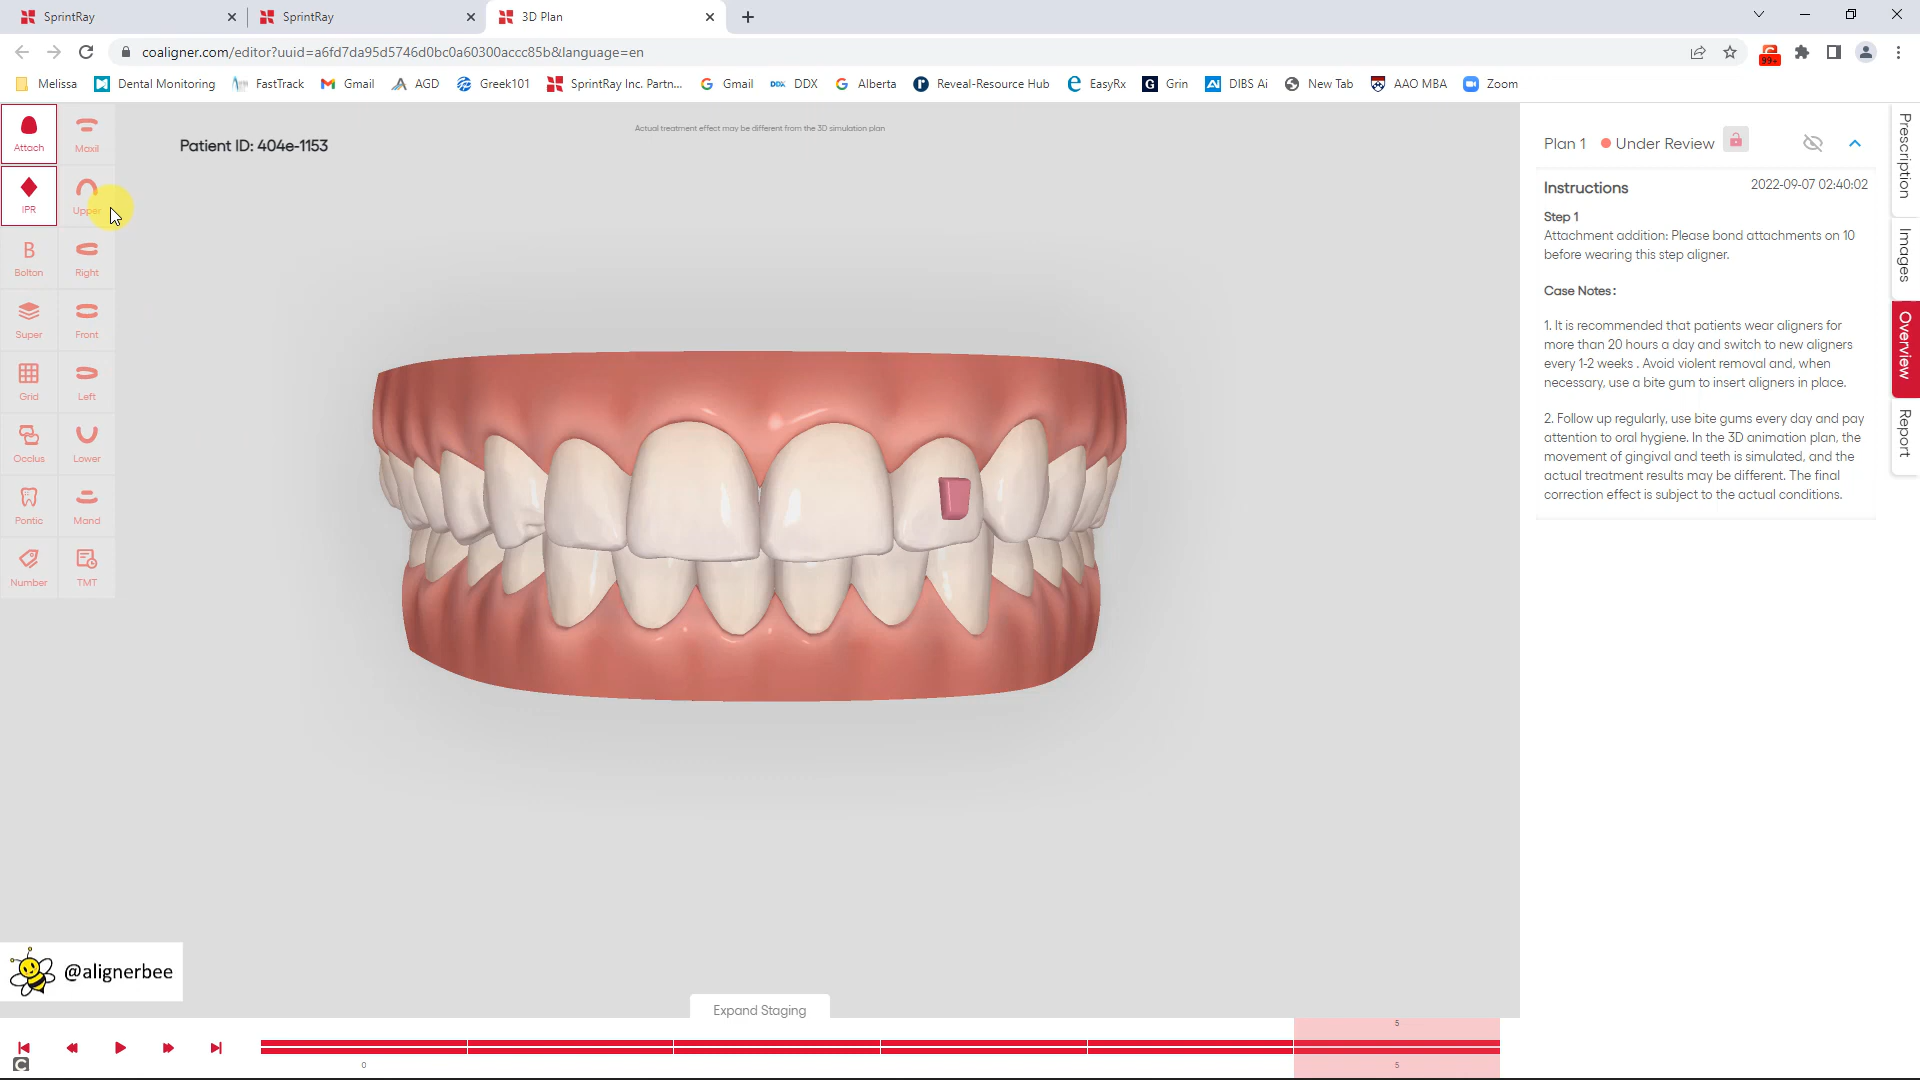 SprintRay
SprintRay
3D Plan
coaligner.com/editor?uuid=a6fd7da95d5746d0bc0a60300accc85b&language=en
99+
Melissa
Dental Monitoring
FastTrack
Gmail
AGD
Greek101
SprintRay Inc. Partn...
Gmail
DDX
DDX
Alberta
Reveal-Resource Hub
EasyRx
G
Grin
AI
DIBS Ai
New Tab
AAO MBA
Zoom
Attach
Maxil
IPR
Upper
B
Bolton
Right
Super
Front
Grid
Left
Occlus
Lower
Pontic
Mand
Number
TMT
Patient ID: 404e-1153
Actual treatment effect may be different from the 3D simulation plan
Plan 1
Under Review
Instructions
2022-09-07 02:40:02
Step 1
Attachment addition: Please bond attachments on 10
before wearing this step aligner.
Case Notes:
1. It is recommended that patients wear aligners for
more than 20 hours a day and switch to new aligners
every 1-2 weeks . Avoid violent removal and, when
necessary, use a bite gum to insert aligners in place.
2. Follow up regularly, use bite gums every day and pay
attention to oral hygiene. In the 3D animation plan, the
movement of gingival and teeth is simulated, and the
actual treatment results may be different. The final
correction effect is subject to the actual conditions.
Prescription
Images
Overview
Report
@alignerbee
Expand Staging
5
0
5
C